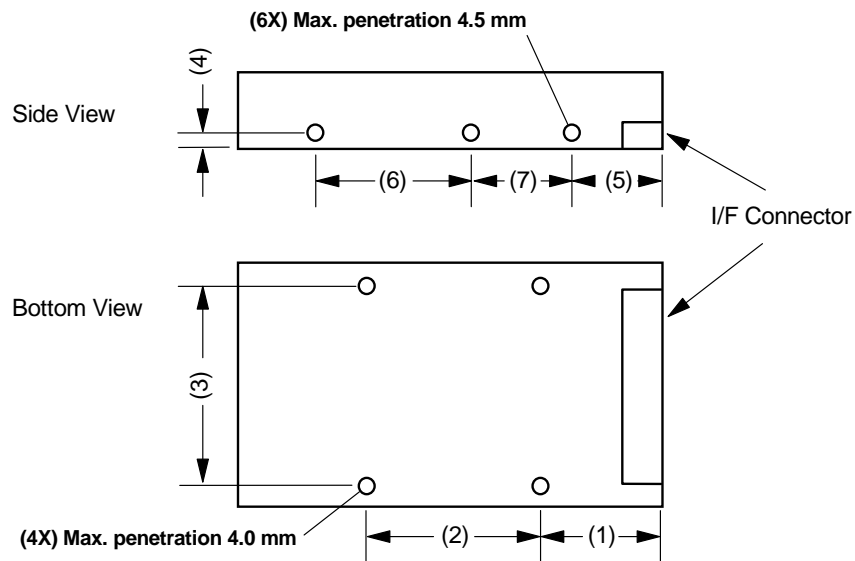 (6X) Max. penetration 4.5 mm
(4)
Side View
(6)
(7)
(5)
I/F Connector
Bottom View
(3)
(4X) Max. penetration 4.0 mm
(2)
(1)